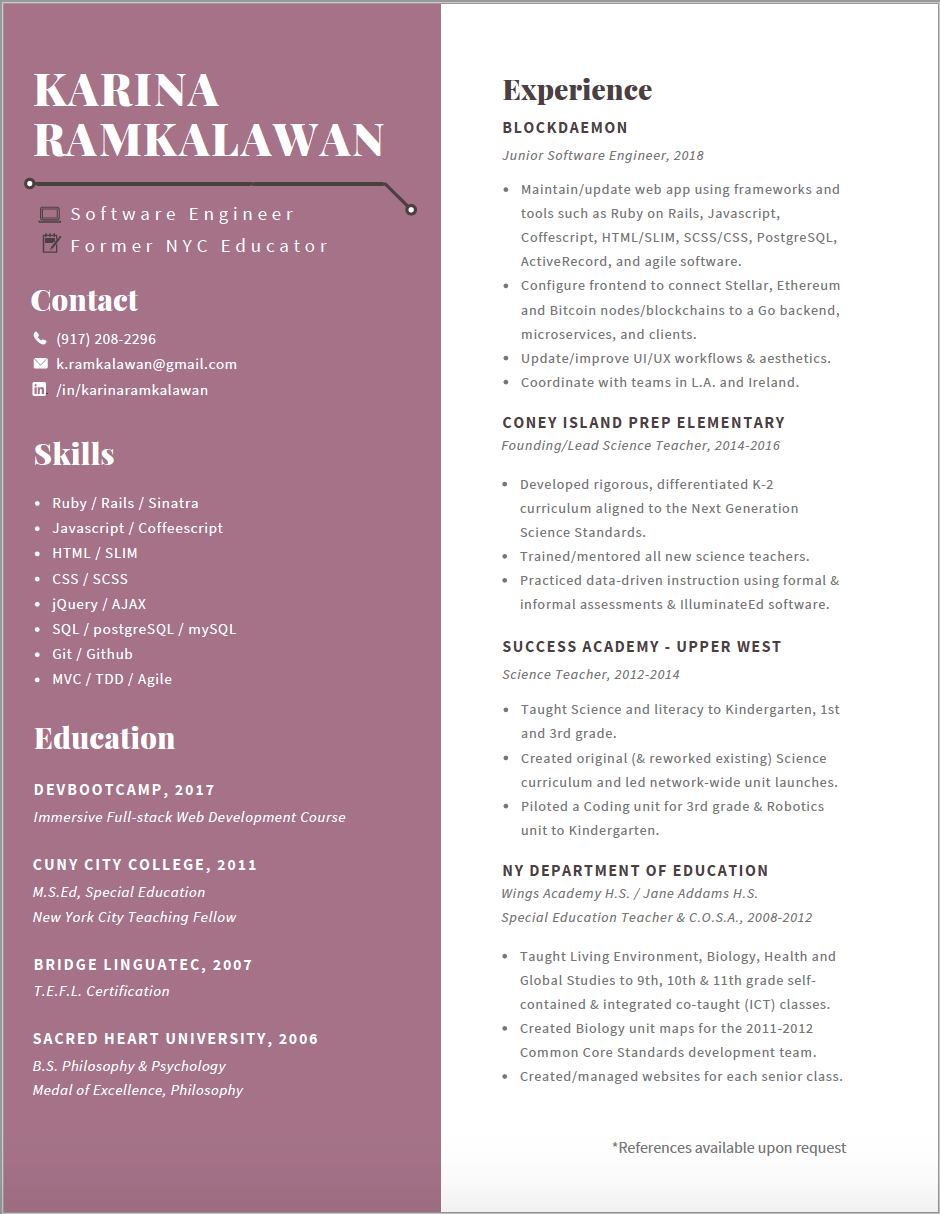 KARINA
RAMKALAWAN
Software Engineer
Former NYC Educator
Contact
(917) 208-2296
k.ramkalawan@gmail.com
in /in/karinaramkalawan
Skills
• Ruby / Rails / Sinatra
• Javascript / Coffeescript
• HTML / SLIM
• CSS / SCSS
• jQuery / AJAX
• SQL / postgreSQL / mySQL
• Git / Github
• MVC / TDD / Agile
Education
DEVBOOTCAMP, 2017
Immersive Full-stack Web Development Course
CUNY CITY COLLEGE, 2011
M.S.Ed, Special Education
New York City Teaching Fellow
BRIDGE LINGUATEC, 2007
T.E.F.L. Certification
SACRED HEART UNIVERSITY, 2006
B.S. Philosophy & Psychology
Medal of Excellence, Philosophy
Experience
BLOCKDAEMON
Junior Software Engineer, 2018
• Maintain/update web app using frameworks and
tools such as Ruby on Rails, Javascript,
Coffescript, HTML/SLIM, SCSS/CSS, PostgreSQL,
ActiveRecord, and agile software.
• Configure frontend to connect Stellar, Ethereum
and Bitcoin nodes/blockchains to a Go backend,
microservices, and clients.
• Update/improve UI/UX workflows & aesthetics.
• Coordinate with teams in L.A. and Ireland.
CONEY ISLAND PREP ELEMENTARY
Founding/Lead Science Teacher, 2014-2016
• Developed rigorous, differentiated K-2
curriculum aligned to the Next Generation
Science Standards.
• Trained/mentored all new science teachers.
• Practiced data-driven instruction using formal &
informal assessments & IlluminateEd software.
SUCCESS ACADEMY - UPPER WEST
Science Teacher, 2012-2014
• Taught Science and literacy to Kindergarten, 1st
and 3rd grade.
• Created original (& reworked existing) Science
curriculum and led network-wide unit launches.
• Piloted a Coding unit for 3rd grade & Robotics
unit to Kindergarten.
NY DEPARTMENT OF EDUCATION
Wings Academy H.S. / Jane Addams H.S.
Special Education Teacher & C.O.S.A., 2008-2012
• Taught Living Environment, Biology, Health and
Global Studies to 9th, 10th & 11th grade self-
contained & integrated co-taught (ICT) classes.
• Created Biology unit maps for the 2011-2012
Common Core Standards development team.
• Created/managed websites for each senior class.
*References available upon request